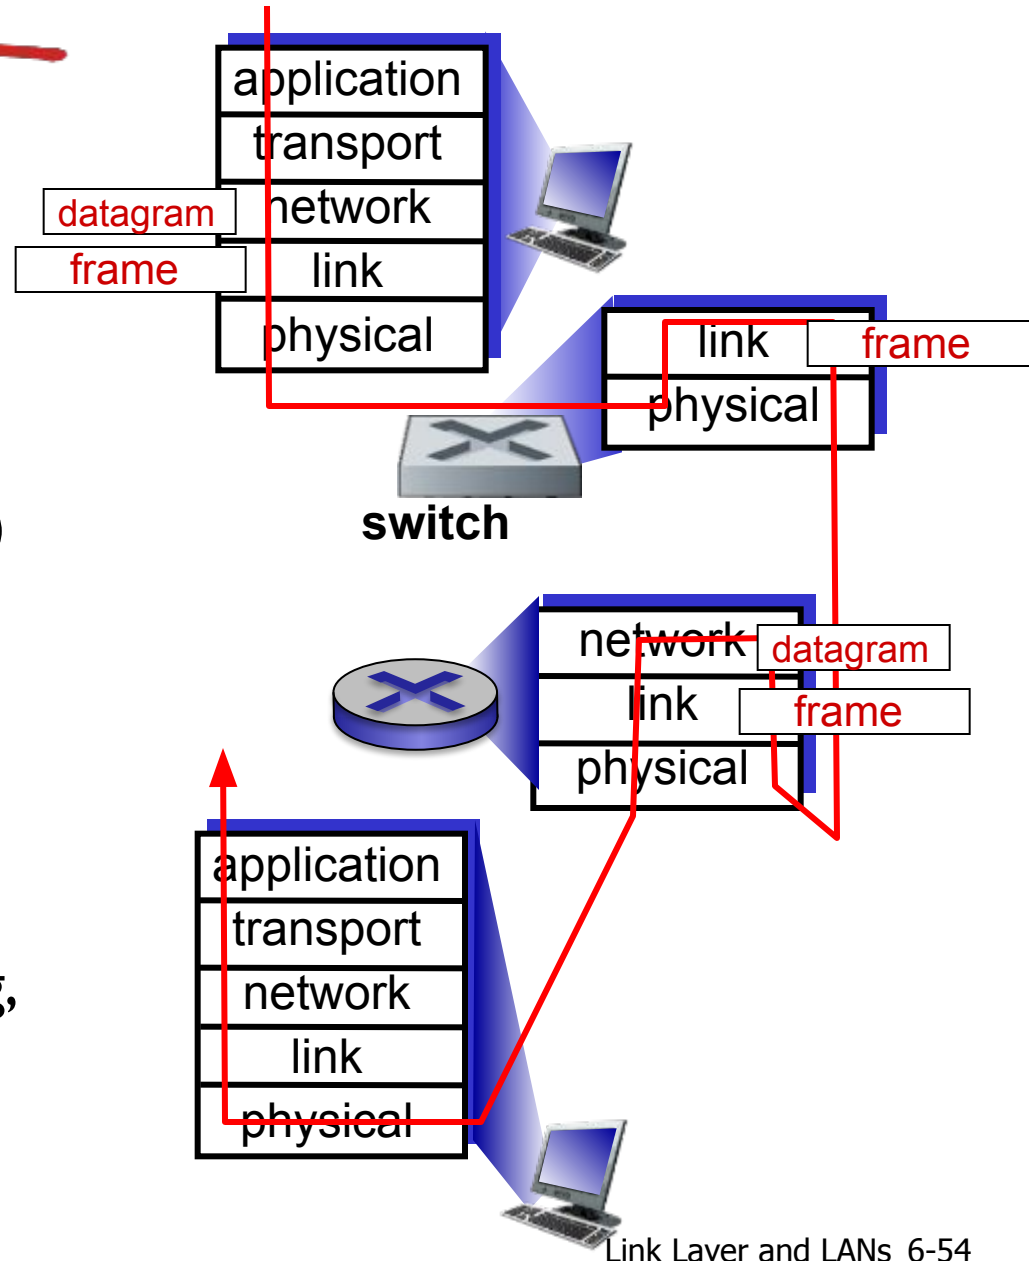 application
transport
datagram network
frame link
physical
link frame
physical
switch
)
network datagram
link frame
physical
application
transport
g,
network
link
physical
Link Layer and LANs 6-54